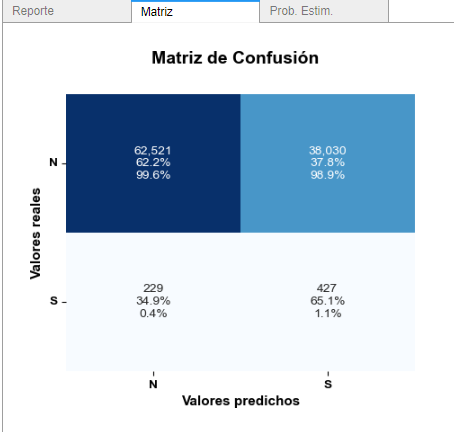 Reporte
Matriz
Prob. Estim.
Matriz de Confusión
Valores reales
N
62,521
62.2%
99.6%
38,030
37.8%
98.9%
S
229
34.9%
0.4%
427
65.1%
1.1%
N
S
Valores predichos